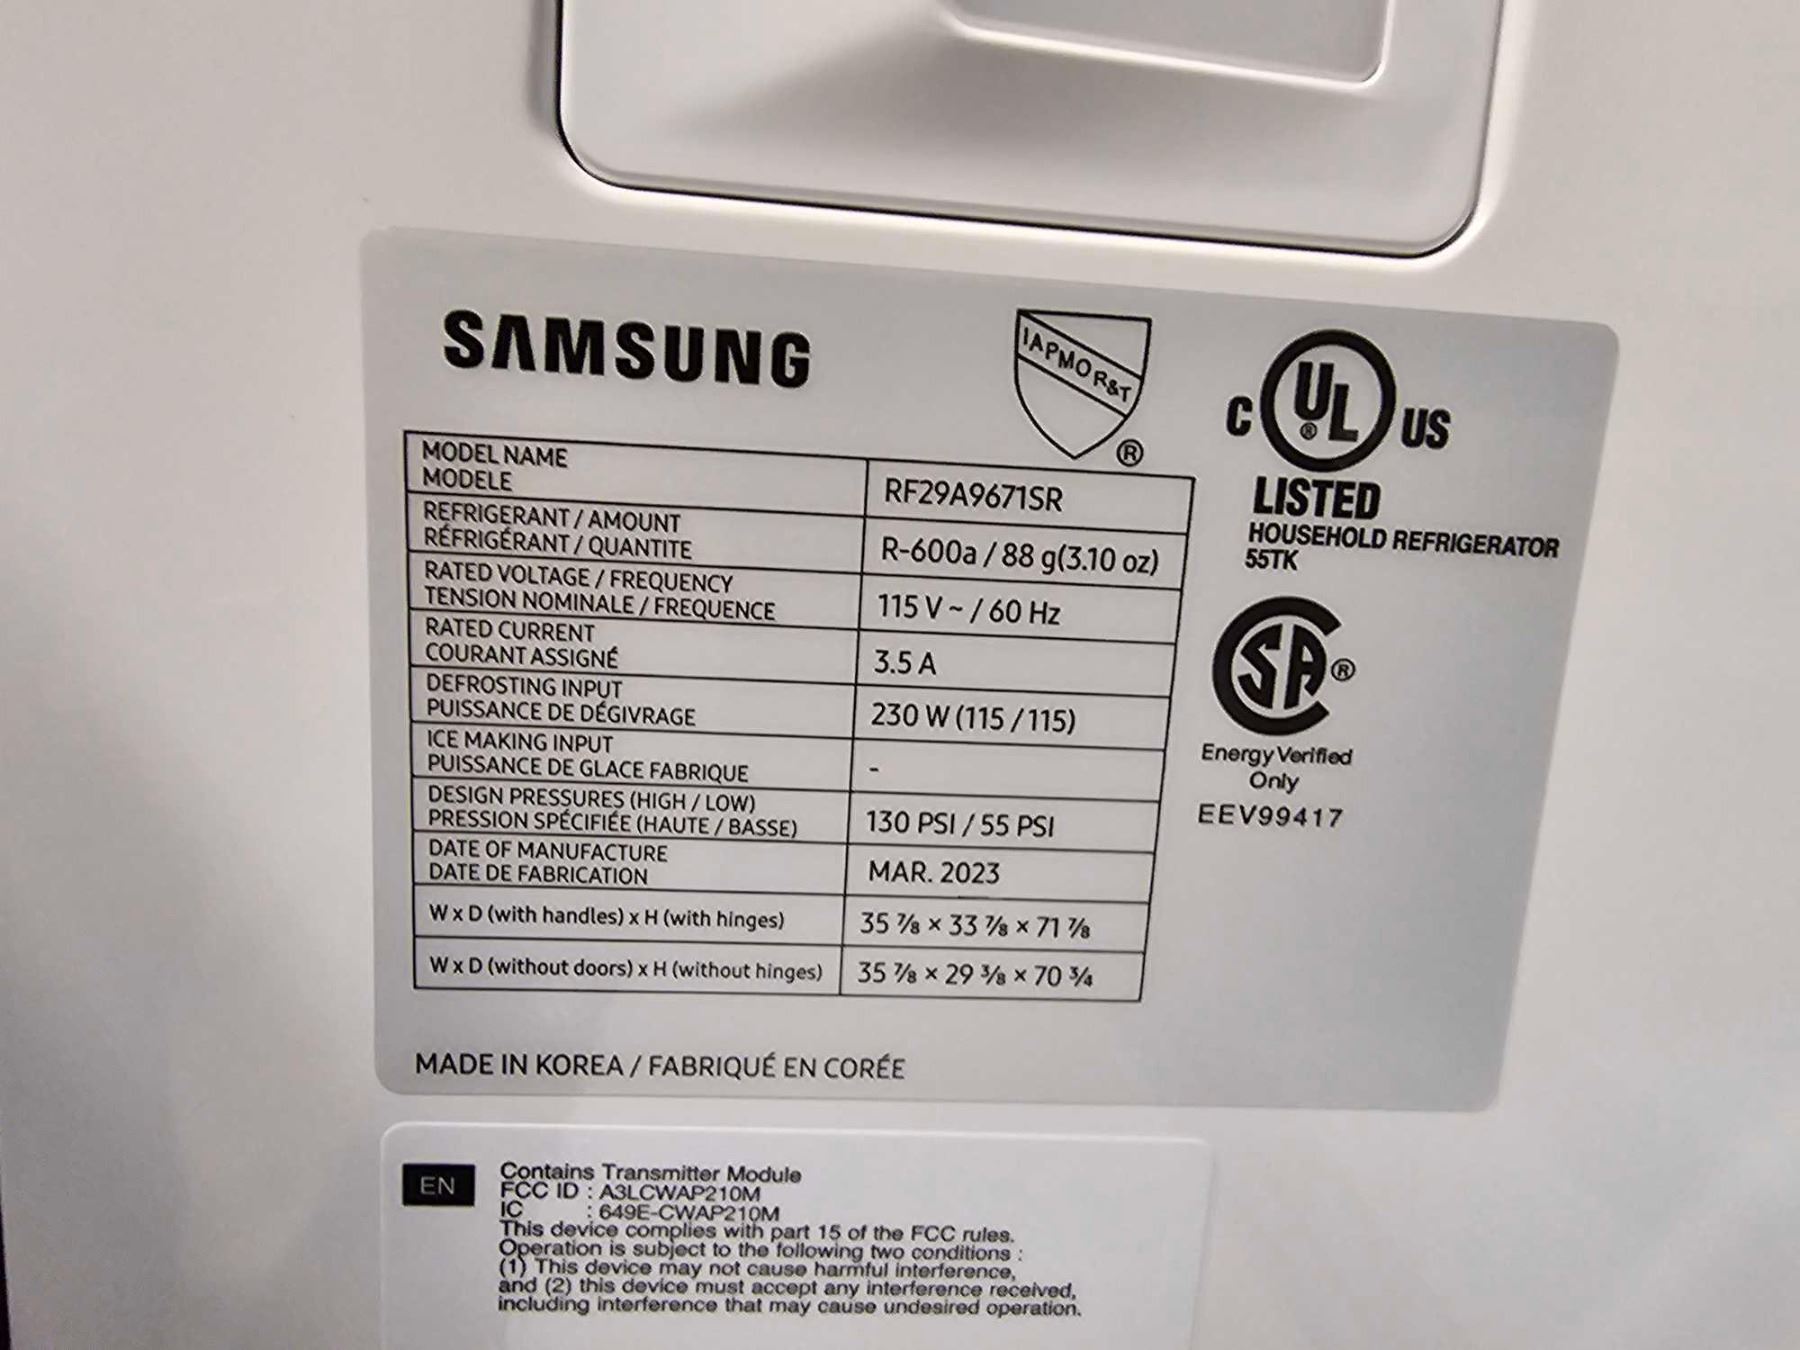 SAMSUNG
IAPMO R&T
®
C UL ® US
LISTED
HOUSEHOLD REFRIGERATOR
55TK
MODEL NAME
MODELE
RF29A9671SR
REFRIGERANT / AMOUNT
RÉFRIGÉRANT / QUANTITE
R-600a / 88 g(3.10 oz)
RATED VOLTAGE / FREQUENCY
TENSION NOMINALE / FREQUENCE
115 V ~ / 60 Hz
RATED CURRENT
COURANT ASSIGNÉ
3.5 A
DEFROSTING INPUT
PUISSANCE DE DÉGIVRAGE
230 W (115 / 115)
ICE MAKING INPUT
PUISSANCE DE GLACE FABRIQUE
-
DESIGN PRESSURES (HIGH / LOW)
PRESSION SPÉCIFIÉE (HAUTE / BASSE)
130 PSI / 55 PSI
DATE OF MANUFACTURE
DATE DE FABRICATION
MAR. 2023
W x D (with handles) x H (with hinges)
35 ⅞ × 33 ⅞ × 71 ⅞
W x D (without doors) x H (without hinges)
35 ⅞ × 29 ⅜ × 70 ¾
CSA ®
Energy Verified
Only
EEV99417
MADE IN KOREA / FABRIQUÉ EN CORÉE
EN
Contains Transmitter Module
FCC ID : A3LCWAP210M
IC : 649E-CWAP210M
This device complies with part 15 of the FCC rules.
Operation is subject to the following two conditions :
(1) This device may not cause harmful interference,
and (2) this device must accept any interference received,
including interference that may cause undesired operation.